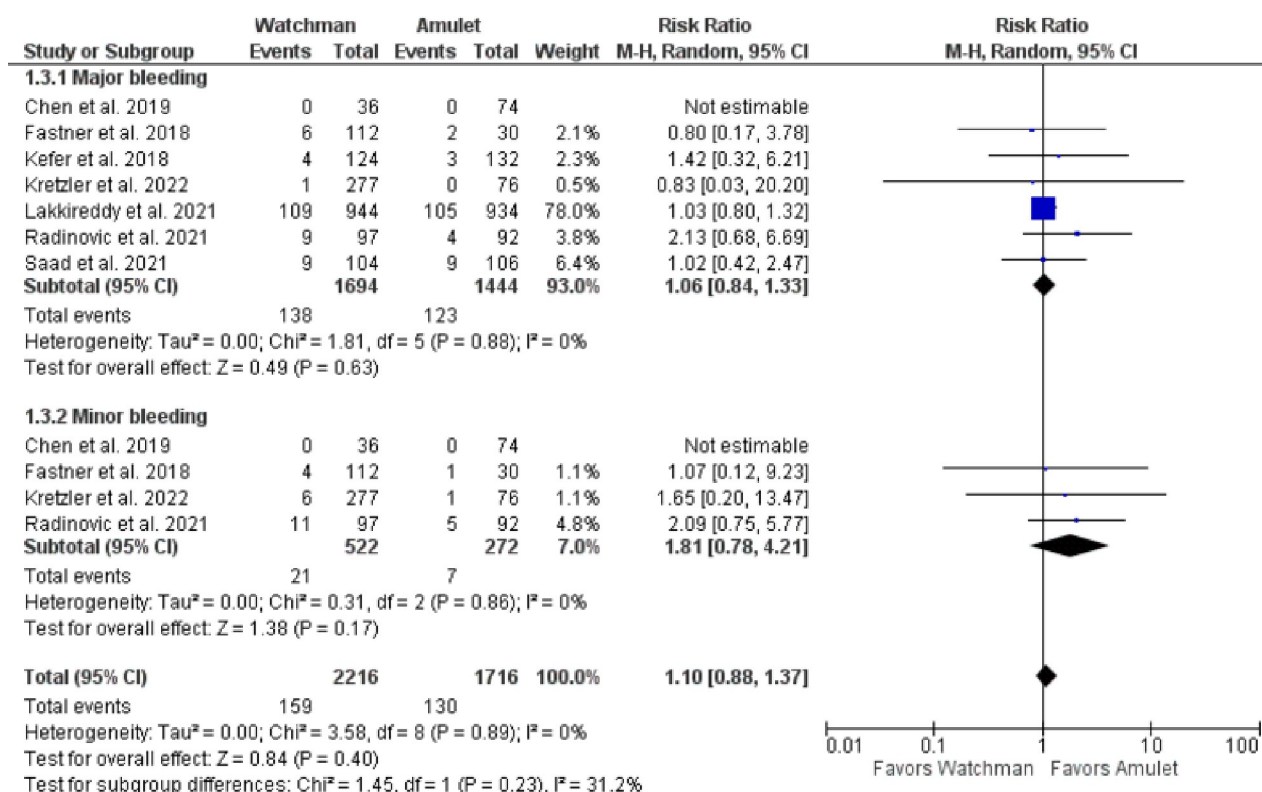 Watchman Amulet Risk Ratio Risk Ratio
Study or Subgroup Events Total Events Total Weight M-H, Random, 95% CI M-H, Random, 95% CI
1.3.1 Major bleeding
Chen et al. 2019 0 36 0 74 Not estimable
Fastner et al. 2018 6 112 2 30 2.1% 0.80 [0.17, 3.78]
Kefer et al. 2018 4 124 3 132 2.3% 1.42 [0.32, 6.21]
Kretzler et al. 2022 1 277 0 76 0.5% 0.83 [0.03, 20.20]
Lakkireddy et al. 2021 109 944 105 934 78.0% 1.03 [0.80, 1.32]
Radinovic et al. 2021 9 97 4 92 3.8% 2.13 [0.68, 6.69]
Saad et al. 2021 9 104 9 106 6.4% 1.02 [0.42, 2.47]
Subtotal (95% CI) 1694 1444 93.0% 1.06 [0.84, 1.33]
Total events 138 123
Heterogeneity: Tau² = 0.00; Chi² = 1.81, df = 5 (P = 0.88); I² = 0%
Test for overall effect: Z = 0.49 (P = 0.63)
1.3.2 Minor bleeding
Chen et al. 2019 0 36 0 74 Not estimable
Fastner et al. 2018 4 112 1 30 1.1% 1.07 [0.12, 9.23]
Kretzler et al. 2022 6 277 1 76 1.1% 1.65 [0.20, 13.47]
Radinovic et al. 2021 11 97 5 92 4.8% 2.09 [0.75, 5.77]
Subtotal (95% CI) 522 272 7.0% 1.81 [0.78, 4.21]
Total events 21 7
Heterogeneity: Tau² = 0.00; Chi² = 0.31, df = 2 (P = 0.86); I² = 0%
Test for overall effect: Z = 1.38 (P = 0.17)
Total (95% CI) 2216 1716 100.0% 1.10 [0.88, 1.37]
Total events 159 130
Heterogeneity: Tau² = 0.00; Chi² = 3.58, df = 8 (P = 0.89); I² = 0%
Test for overall effect: Z = 0.84 (P = 0.40)
Test for subgroup differences: Chi² = 1.45, df = 1 (P = 0.23), I² = 31.2%
0.01 0.1 1 10 100
Favors Watchman Favors Amulet